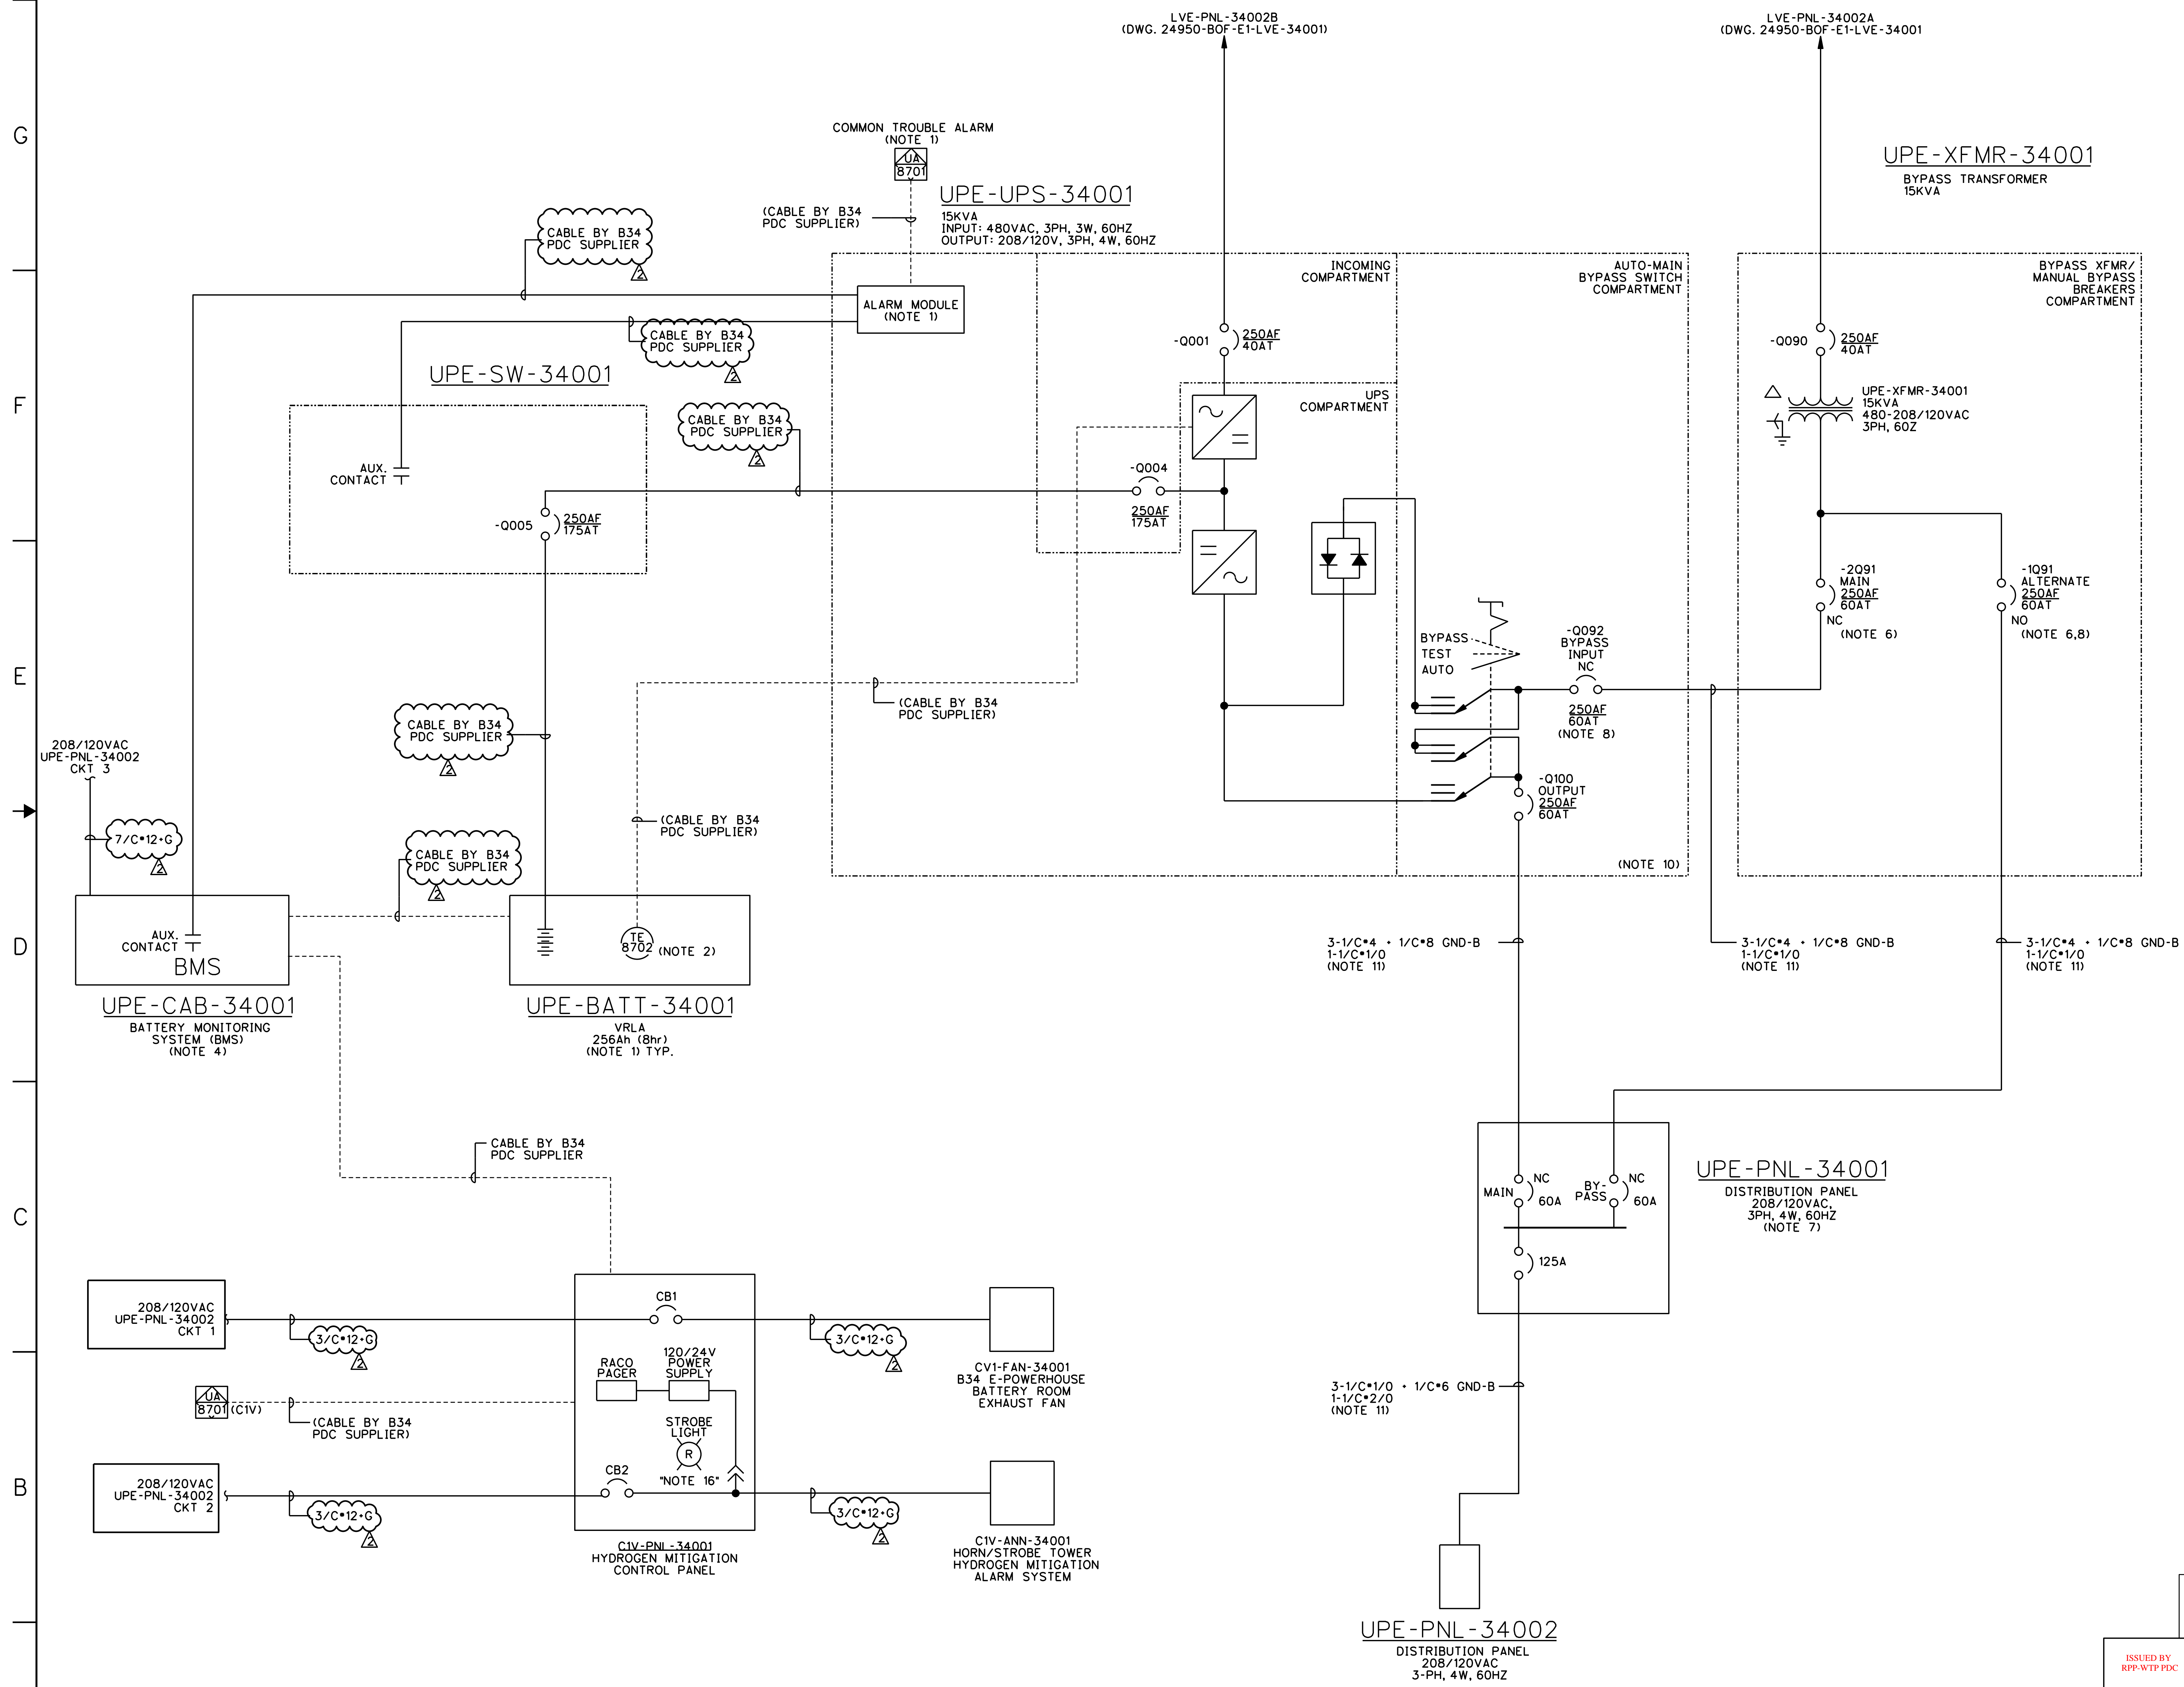 LVE-PNL-34002B
(DWG. 24950-BOF-E1-LVE-34001)
LVE-PNL-34002A
(DWG. 24950-BOF-E1-LVE-34001
G
COMMON TROUBLE ALARM
(NOTE 1)
UA
8701
UPE-XFMR-34001
BYPASS TRANSFORMER
15KVA
UPE-UPS-34001
15KVA
INPUT: 480VAC, 3PH, 3W, 60HZ
OUTPUT: 208/120V, 3PH, 4W, 60HZ
(CABLE BY B34
PDC SUPPLIER)
CABLE BY B34
PDC SUPPLIER
2
INCOMING
COMPARTMENT
AUTO-MAIN
BYPASS SWITCH
COMPARTMENT
BYPASS XFMR/
MANUAL BYPASS
BREAKERS
COMPARTMENT
ALARM MODULE
(NOTE 1)
CABLE BY B34
PDC SUPPLIER
2
-Q001
250AF
40AT
-Q090
250AF
40AT
UPE-SW-34001
F
UPS
COMPARTMENT
UPE-XFMR-34001
15KVA
480-208/120VAC
3PH, 60Z
CABLE BY B34
PDC SUPPLIER
2
AUX.
CONTACT
-Q004
250AF
175AT
-Q005
250AF
175AT
-2Q91
MAIN
250AF
60AT
NC
(NOTE 6)
-1Q91
ALTERNATE
250AF
60AT
NO
(NOTE 6,8)
E
BYPASS
TEST
AUTO
-Q092
BYPASS
INPUT
NC
250AF
60AT
(NOTE 8)
(CABLE BY B34
PDC SUPPLIER)
CABLE BY B34
PDC SUPPLIER
2
208/120VAC
UPE-PNL-34002
CKT 3
-Q100
OUTPUT
250AF
60AT
(CABLE BY B34
PDC SUPPLIER)
7/C#12+G
2
CABLE BY B34
PDC SUPPLIER
2
(NOTE 10)
D
AUX.
CONTACT
BMS
TE
8702
(NOTE 2)
3-1/C#4 + 1/C#8 GND-B
1-1/C#1/0
(NOTE 11)
3-1/C#4 + 1/C#8 GND-B
1-1/C#1/0
(NOTE 11)
3-1/C#4 + 1/C#8 GND-B
1-1/C#1/0
(NOTE 11)
UPE-CAB-34001
BATTERY MONITORING
SYSTEM (BMS)
(NOTE 4)
UPE-BATT-34001
VRLA
256Ah (8hr)
(NOTE 1) TYP.
CABLE BY B34
PDC SUPPLIER
C
MAIN
NC
60A
BY-
PASS
NC
60A
125A
UPE-PNL-34001
DISTRIBUTION PANEL
208/120VAC,
3PH, 4W, 60HZ
(NOTE 7)
208/120VAC
UPE-PNL-34002
CKT 1
3/C#12+G
2
CB1
3/C#12+G
2
CV1-FAN-34001
B34 E-POWERHOUSE
BATTERY ROOM
EXHAUST FAN
RACO
PAGER
120/24V
POWER
SUPPLY
UA
8701
(C1V)
(CABLE BY B34
PDC SUPPLIER)
STROBE
LIGHT
R
"NOTE 16"
3-1/C#1/0 + 1/C#6 GND-B
1-1/C#2/0
(NOTE 11)
B
208/120VAC
UPE-PNL-34002
CKT 2
3/C#12+G
2
CB2
3/C#12+G
2
C1V-PNL-34001
HYDROGEN MITIGATION
CONTROL PANEL
C1V-ANN-34001
HORN/STROBE TOWER
HYDROGEN MITIGATION
ALARM SYSTEM
UPE-PNL-34002
DISTRIBUTION PANEL
208/120VAC
3-PH, 4W, 60HZ
ISSUED BY
RPP-WTP PDC